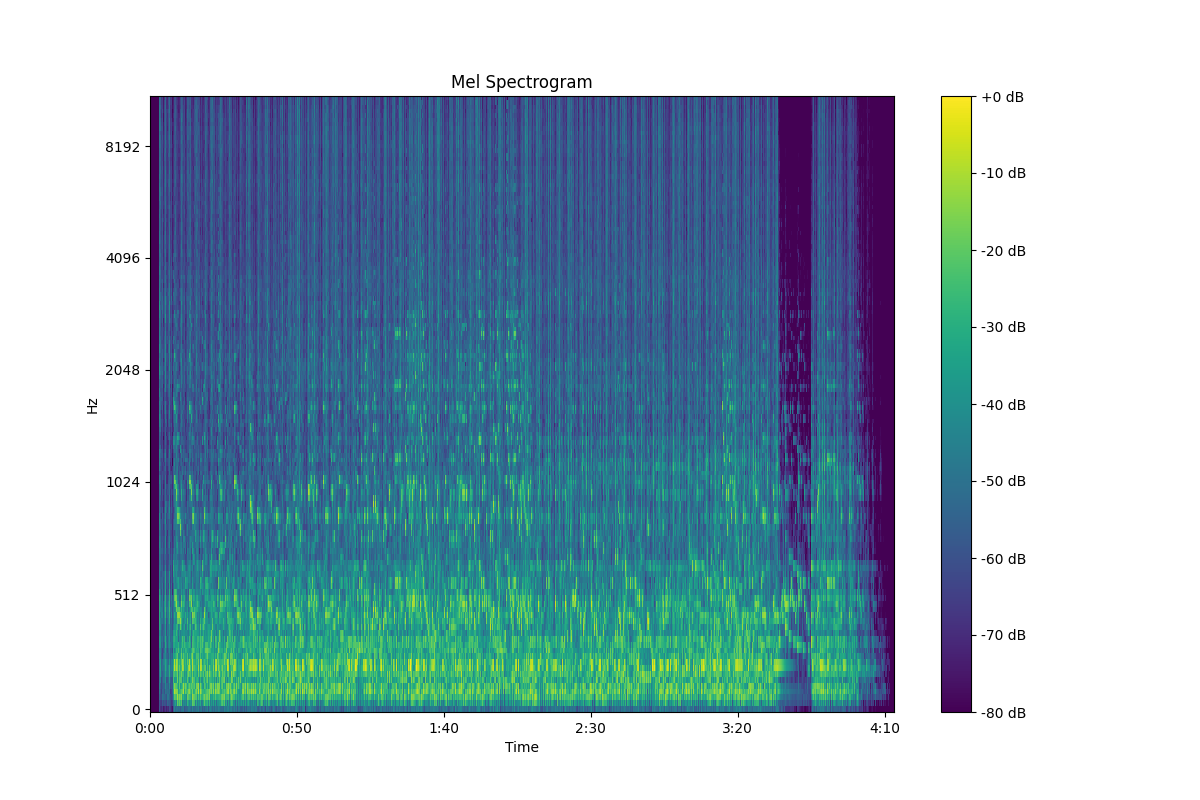 Mel Spectrogram
+0 dB
8192
-10 dB
-20 dB
4096
-30 dB
2048
-40 dB
Hz
1024
-50 dB
-60 dB
512
-70 dB
0
-80 dB
0:00 0:50 1:40 2:30 3:20 4:10
Time